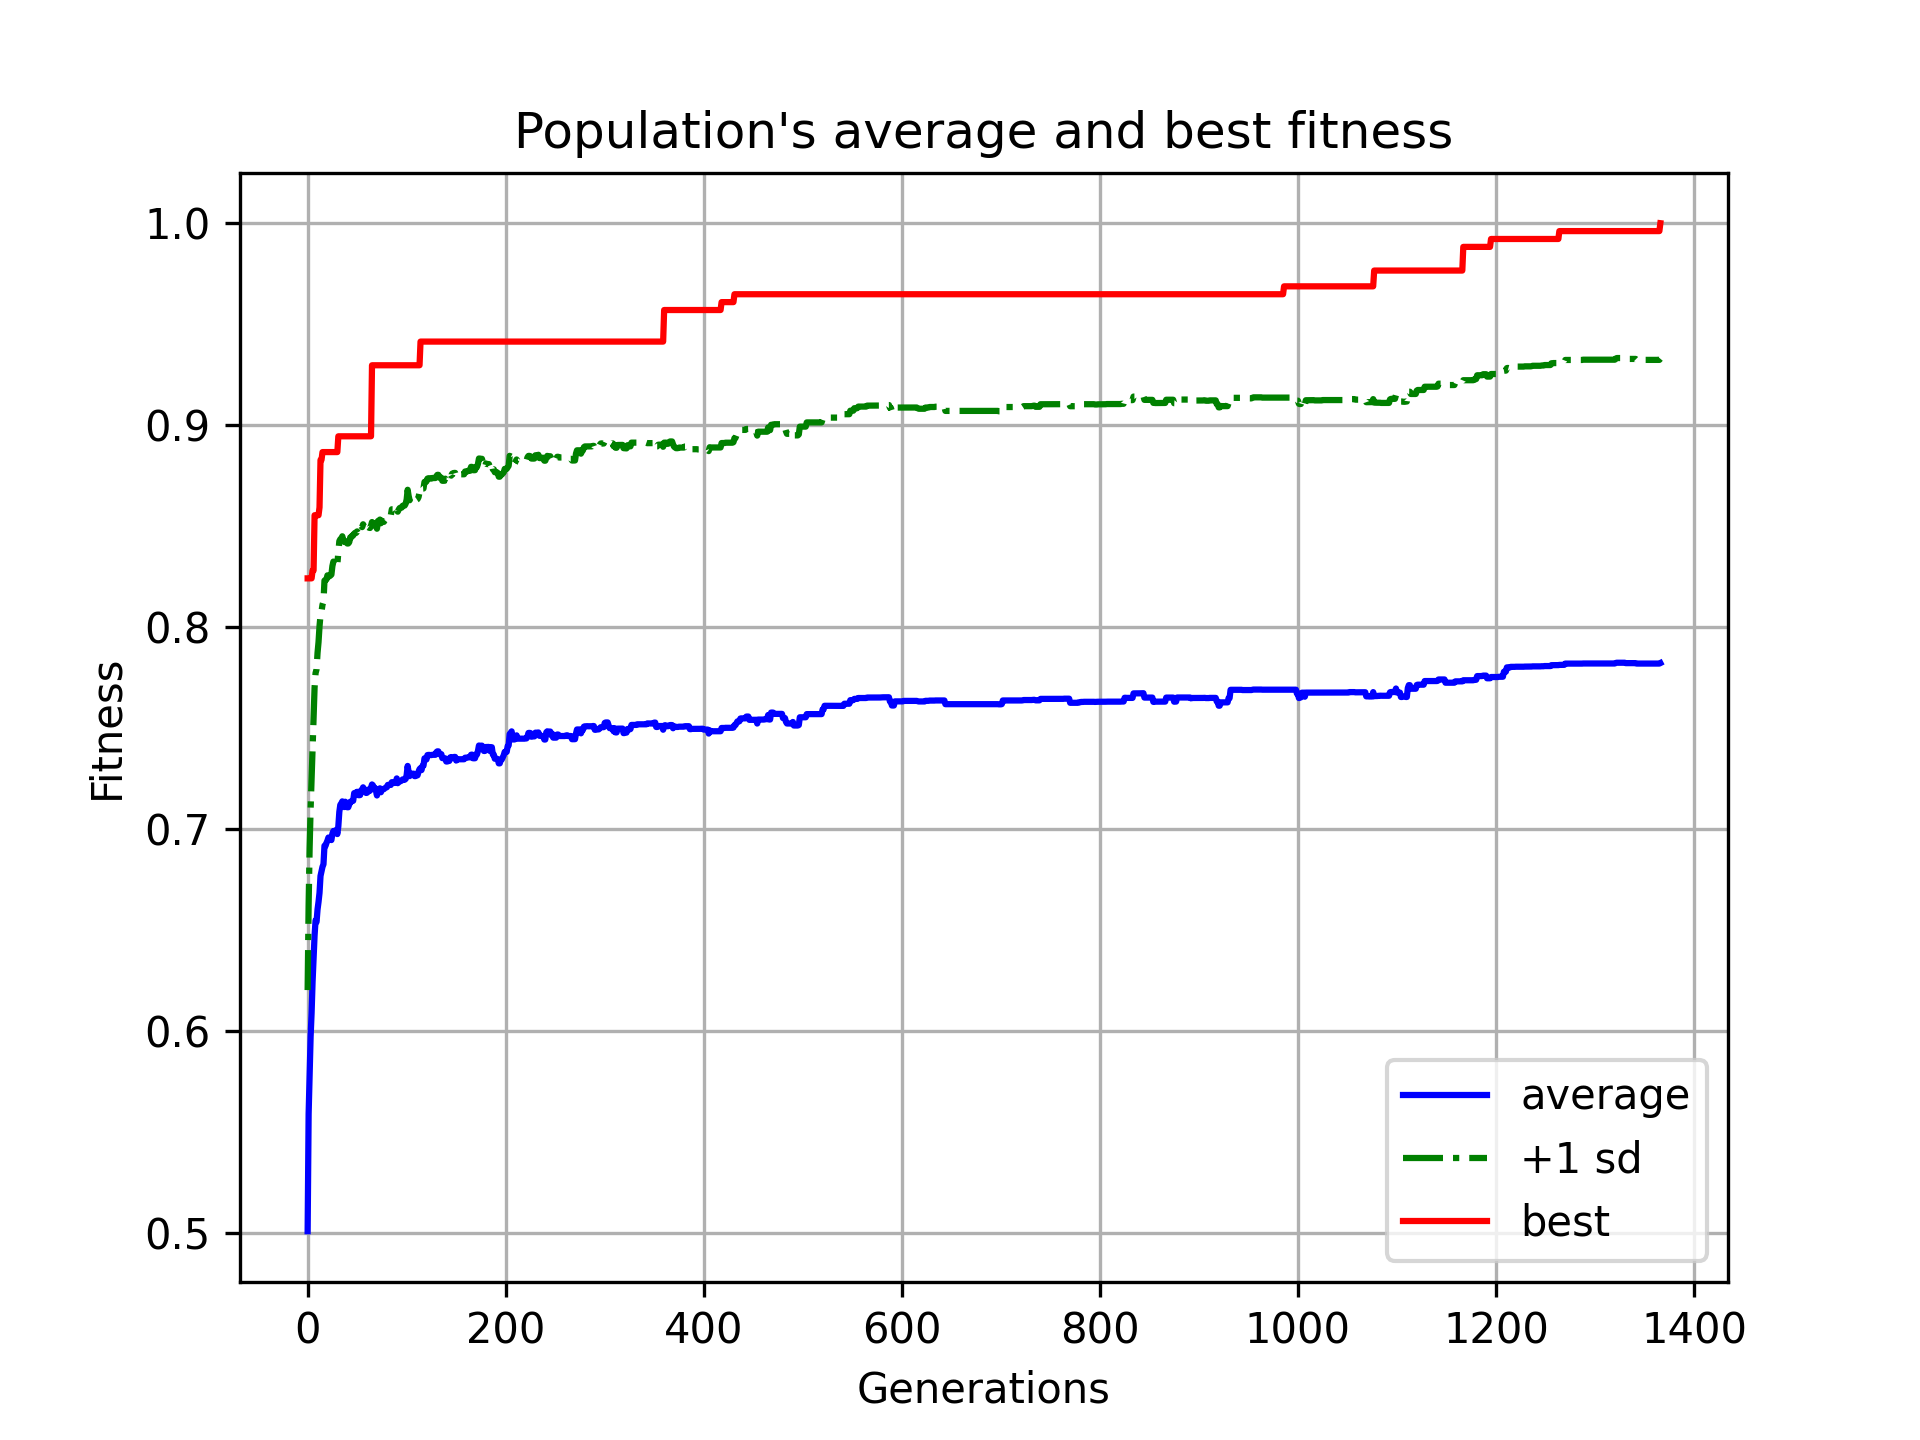 Population's average and best fitness
1.0
0.9
0.8
0.7
0.6
0.5
Fitness
0 200 400 600 800 1000 1200 1400
Generations
average
+1 sd
best